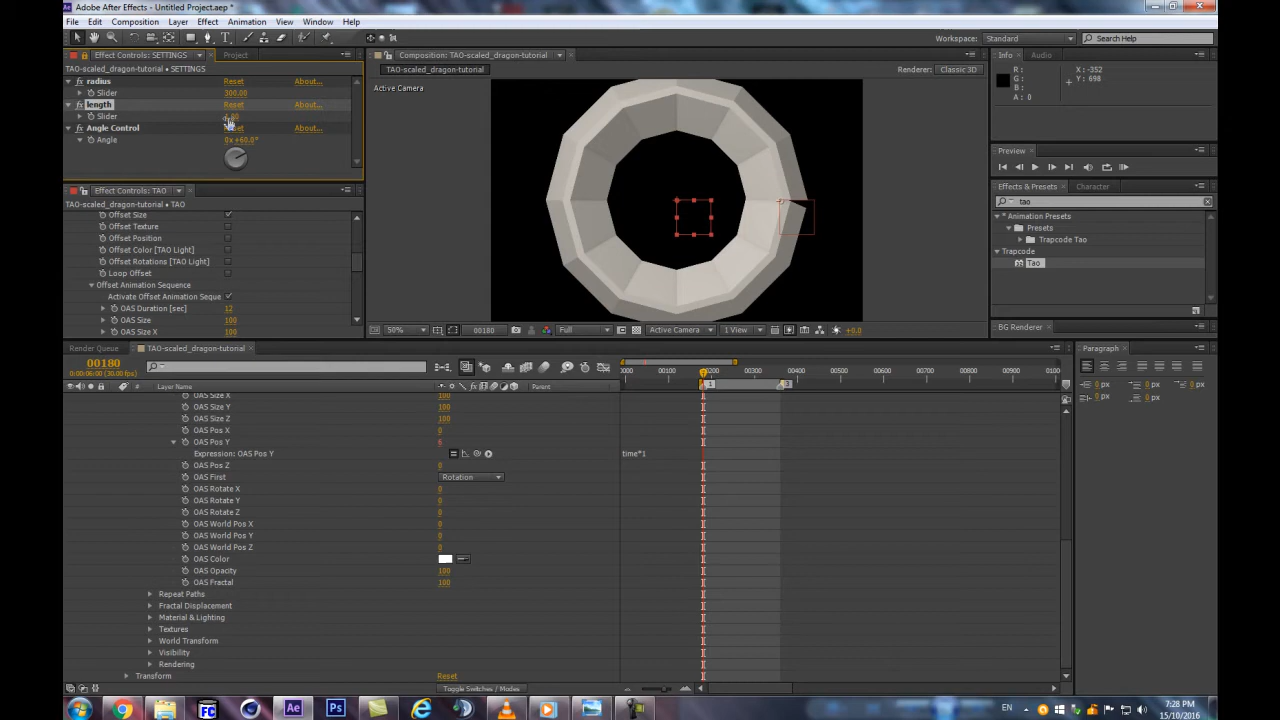 Adobe After Effects - Untitled Project.aep *
File Edit Composition Layer Effect Animation View Window Help
Workspace: Standard Search Help
Effect Controls: SETTINGS Project
TAO-scaled_dragon-tutorial • SETTINGS
fx radius Reset About...
Slider 300.00
fx length Reset About...
Slider
fx Angle Control About...
Angle 0x +60.0°
Effect Controls: TAO
TAO-scaled_dragon-tutorial • TAO
Offset Size
Offset Texture
Offset Position
Offset Color [TAO Light]
Offset Rotations [TAO Light]
Loop Offset
Offset Animation Sequence
Activate Offset Animation Seque
OAS Duration [sec] 12
OAS Size 100
OAS Size X 100
Composition: TAO-scaled_dragon-tutorial
TAO-scaled_dragon-tutorial Renderer: Classic 3D
Active Camera
50% 00180 Full Active Camera 1 View +0.0
Info Audio
R: X: -352
G: Y: 698
B:
A: 0
Preview
Effects & Presets Character
tao
* Animation Presets
Presets
Trapcode Tao
Trapcode
Tao
BG Renderer
Render Queue TAO-scaled_dragon-tutorial
00180
0:00:06:00 (30.00 fps)
# Layer Name Parent
0000 00100 00200 00300 00400 00500 00600 00700 00800 00900 0100
1 3
OAS Size X 100
OAS Size Y 100
OAS Size Z 100
OAS Pos X 0
OAS Pos Y 6
Expression: OAS Pos Y time*1
OAS Pos Z 0
OAS First Rotation
OAS Rotate X 0
OAS Rotate Y 0
OAS Rotate Z 0
OAS World Pos X 0
OAS World Pos Y 0
OAS World Pos Z 0
OAS Color
OAS Opacity 100
OAS Fractal 100
Repeat Paths
Fractal Displacement
Material & Lighting
Textures
World Transform
Visibility
Rendering
Transform Reset
Toggle Switches / Modes
Paragraph
0 px 0 px 0 px
0 px 0 px
EN 7:28 PM
15/10/2016